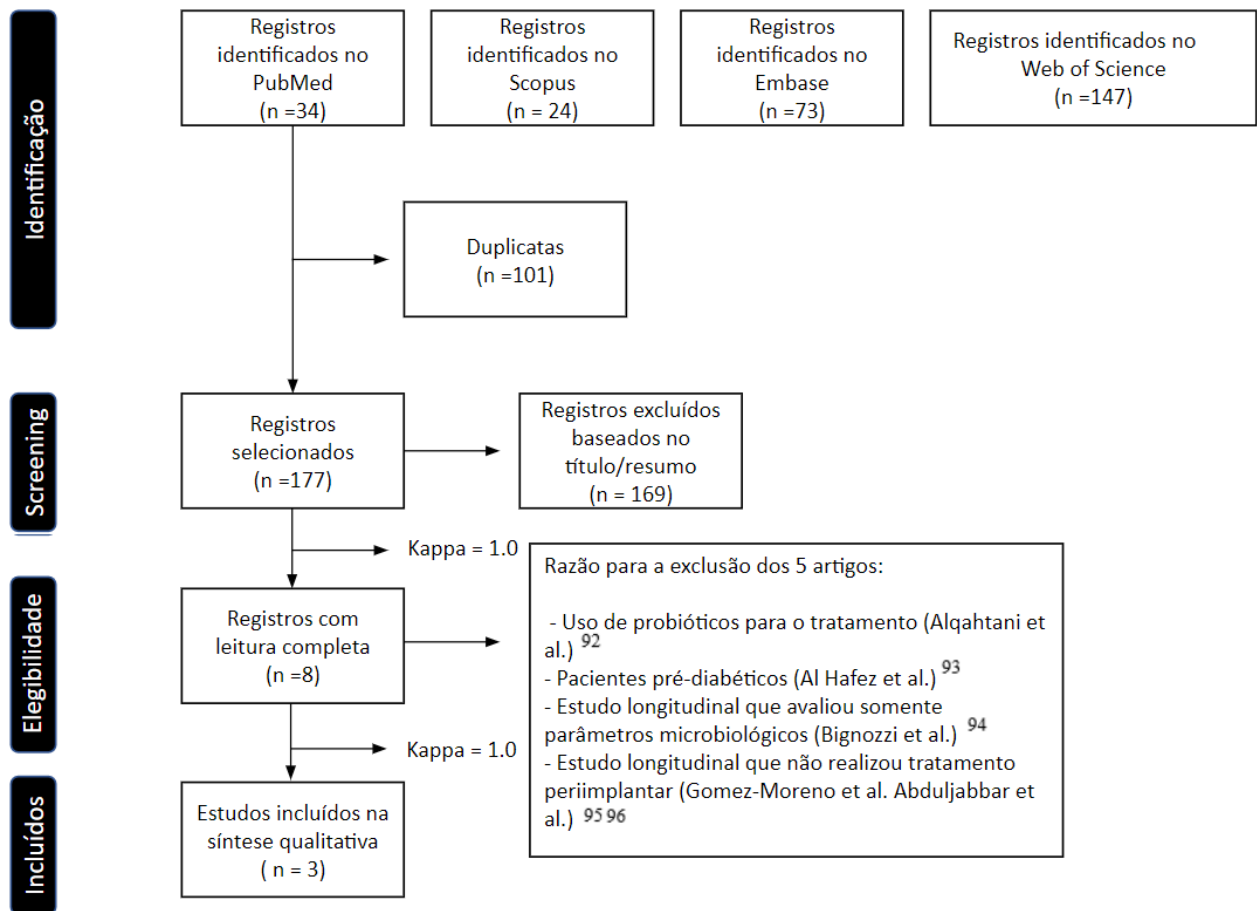 Identificação
Registros
identificados no
PubMed
(n =34)
Registros
identificados no
Scopus
(n = 24)
Registros
identificados no
Embase
(n =73)
Registros identificados no
Web of Science
(n =147)
Duplicatas
(n =101)
Screening
Registros
selecionados
(n =177)
Registros excluídos
baseados no
título/resumo
(n = 169)
Kappa = 1.0
Elegibilidade
Registros com
leitura completa
(n =8)
Razão para a exclusão dos 5 artigos:
- Uso de probióticos para o tratamento (Alqahtani et
al.) 92
- Pacientes pré-diabéticos (Al Hafez et al.) 93
- Estudo longitudinal que avaliou somente
parâmetros microbiológicos (Bignozzi et al.) 94
- Estudo longitudinal que não realizou tratamento
periimplantar (Gomez-Moreno et al. Abduljabbar et
al.) 95 96
Kappa = 1.0
Incluídos
Estudos incluídos na
síntese qualitativa
( n = 3)